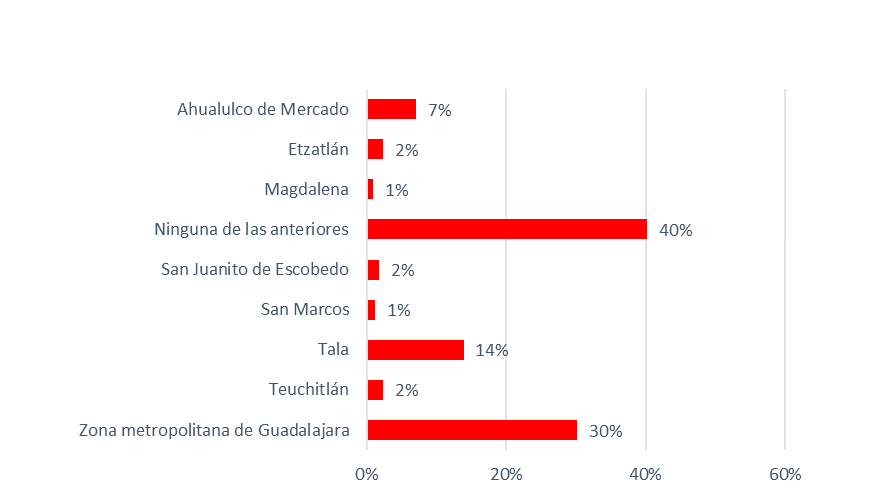 Ahualulco de Mercado 7%
Etzatlán 2%
Magdalena 1%
Ninguna de las anteriores 40%
San Juanito de Escobedo 2%
San Marcos 1%
Tala 14%
Teuchitlán 2%
Zona metropolitana de Guadalajara 30%
0% 20% 40% 60%